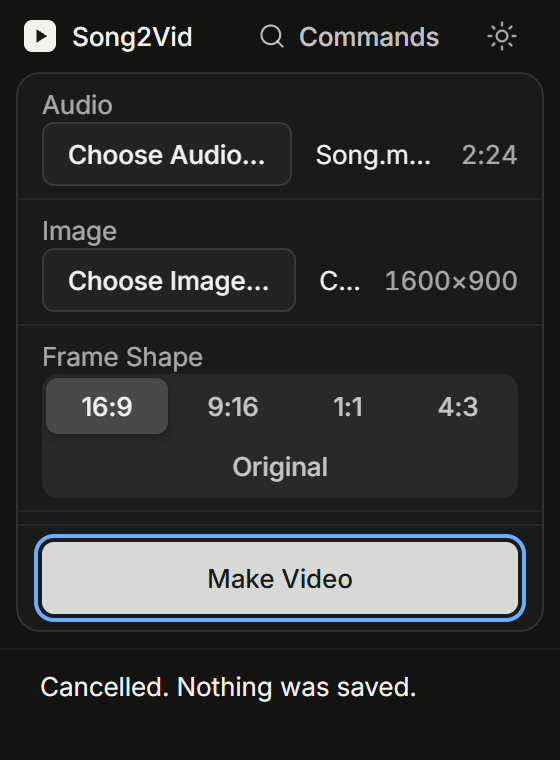 Song2Vid
Commands
Audio
Choose Audio...
Song.m...
2:24
Image
Choose Image...
C...
1600×900
Frame Shape
16:9
9:16
1:1
4:3
Original
Make Video
Cancelled. Nothing was saved.